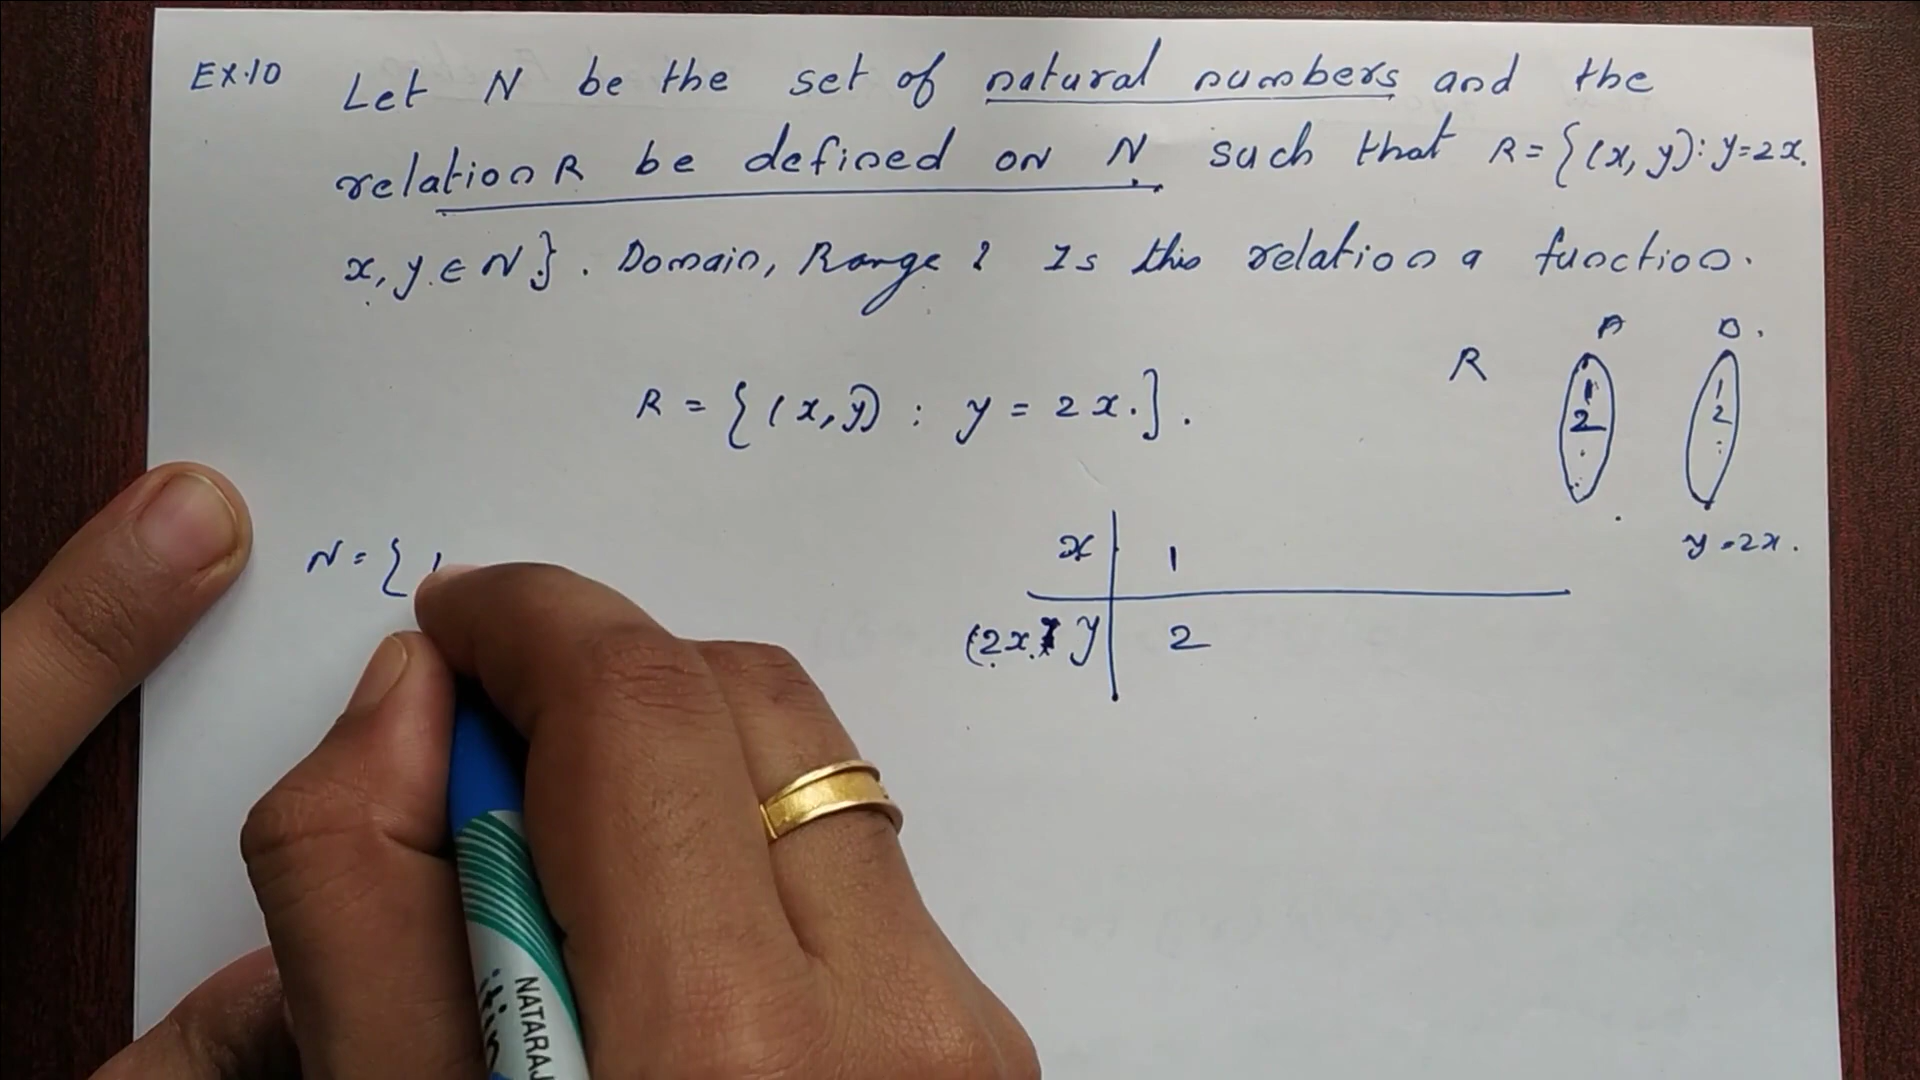 Ex.10 Let N be the set of natural numbers and the
relation R be defined on N such that R = {(x, y): y=2x.
x, y ∈ N}. Domain, Range ? Is this relation a function.
A B.
R
1 1
2 2
R = {(x, y) : y = 2x.}.
y = 2x.
N = { 1
x | 1
(2x) y | 2
NATARAJ